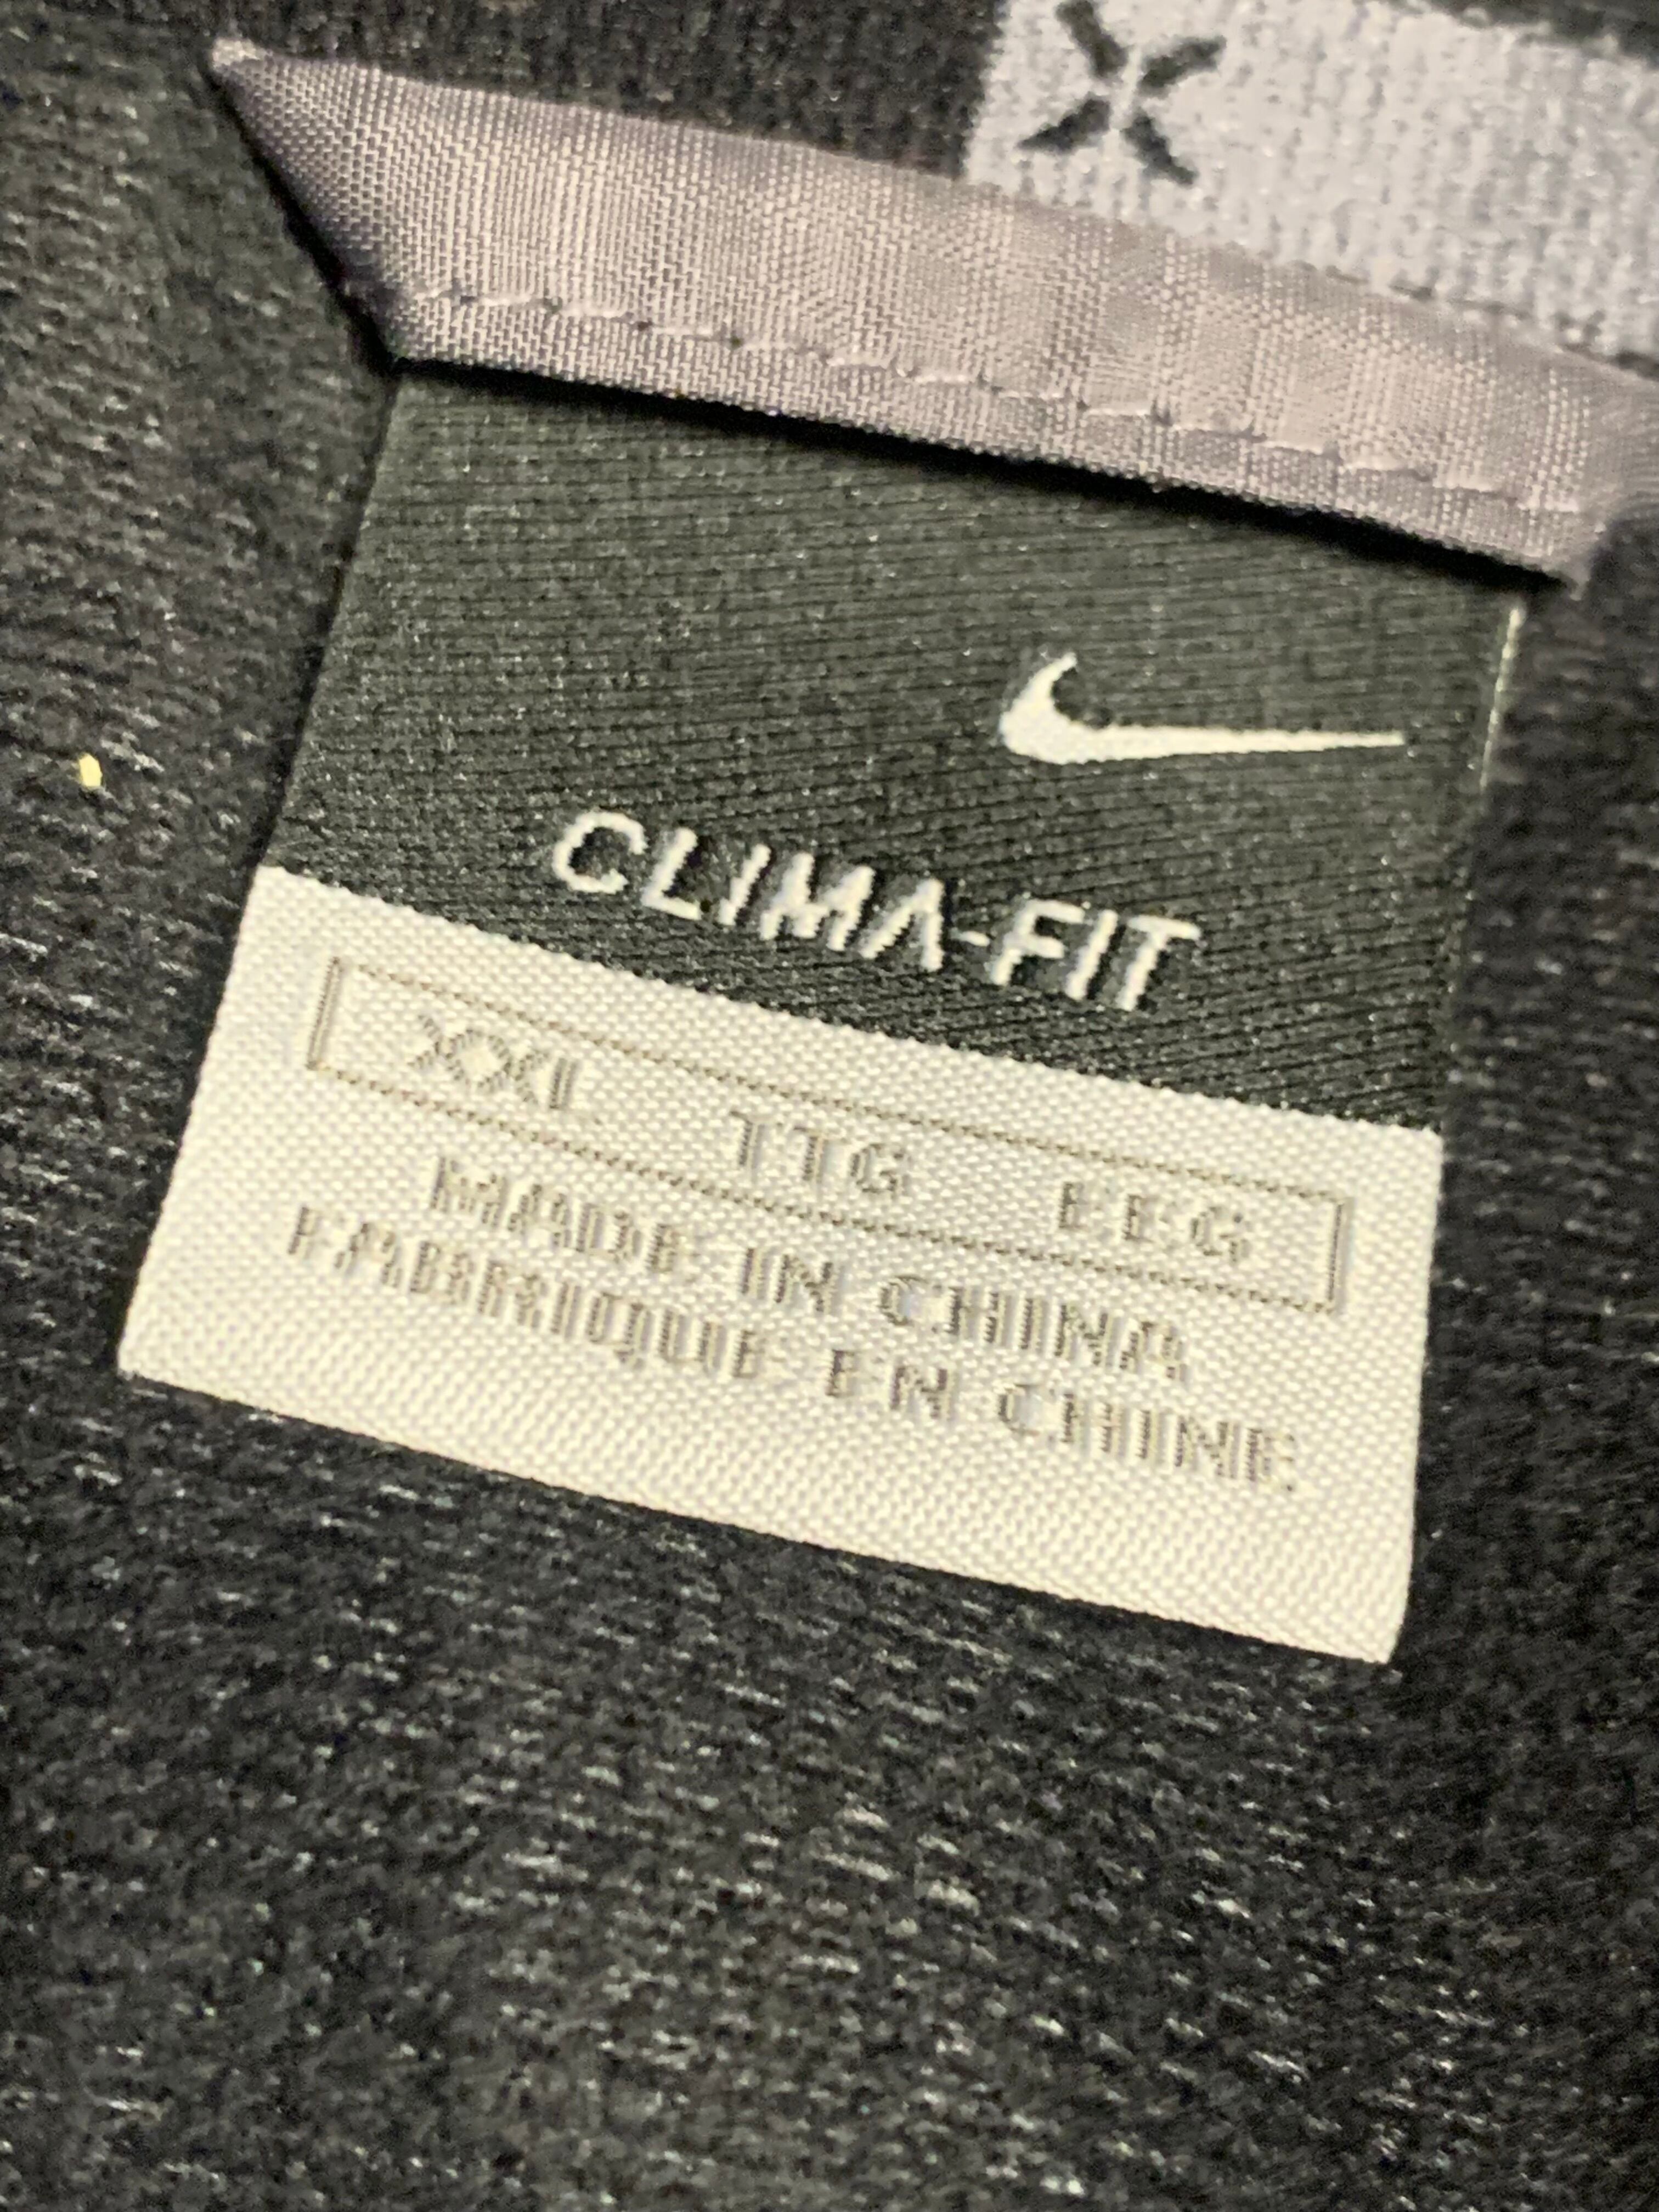 CLIMA-FIT
XXL TTG EEG
MADE IN CHINA
FABRIQUE EN CHINE